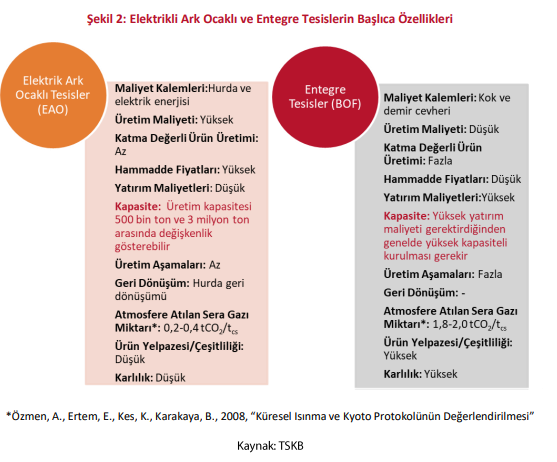 Şekil 2: Elektrikli Ark Ocaklı ve Entegre Tesislerin Başlıca Özellikleri
Elektrik Ark
Ocaklı Tesisler
(EAO)
Maliyet Kalemleri:Hurda ve
elektrik enerjisi
Üretim Maliyeti: Yüksek
Katma Değerli Ürün Üretimi:
Az
Hammadde Fiyatları: Yüksek
Yatırım Maliyetleri: Düşük
Kapasite: Üretim kapasitesi
500 bin ton ve 3 milyon ton
arasında değişkenlik
gösterebilir
Üretim Aşamaları: Az
Geri Dönüşüm: Hurda geri
dönüşümü
Atmosfere Atılan Sera Gazı
Miktarı*: 0,2-0,4 tCO2/tcs
Ürün Yelpazesi/Çeşitliliği:
Düşük
Karlılık: Düşük
Entegre
Tesisler (BOF)
Maliyet Kalemleri: Kok ve
demir cevheri
Üretim Maliyeti: Düşük
Katma Değerli Ürün
Üretimi: Fazla
Hammadde Fiyatları: Düşük
Yatırım Maliyetleri:Yüksek
Kapasite: Yüksek yatırım
maliyeti gerektirdiğinden
genelde yüksek kapasiteli
kurulması gerekir
Üretim Aşamaları: Fazla
Geri Dönüşüm: -
Atmosfere Atılan Sera Gazı
Miktarı*: 1,8-2,0 tCO2/tcs
Ürün Yelpazesi/Çeşitliliği:
Yüksek
Karlılık: Yüksek
*Özmen, A., Ertem, E., Kes, K., Karakaya, B., 2008, “Küresel Isınma ve Kyoto Protokolünün Değerlendirilmesi”
Kaynak: TSKB